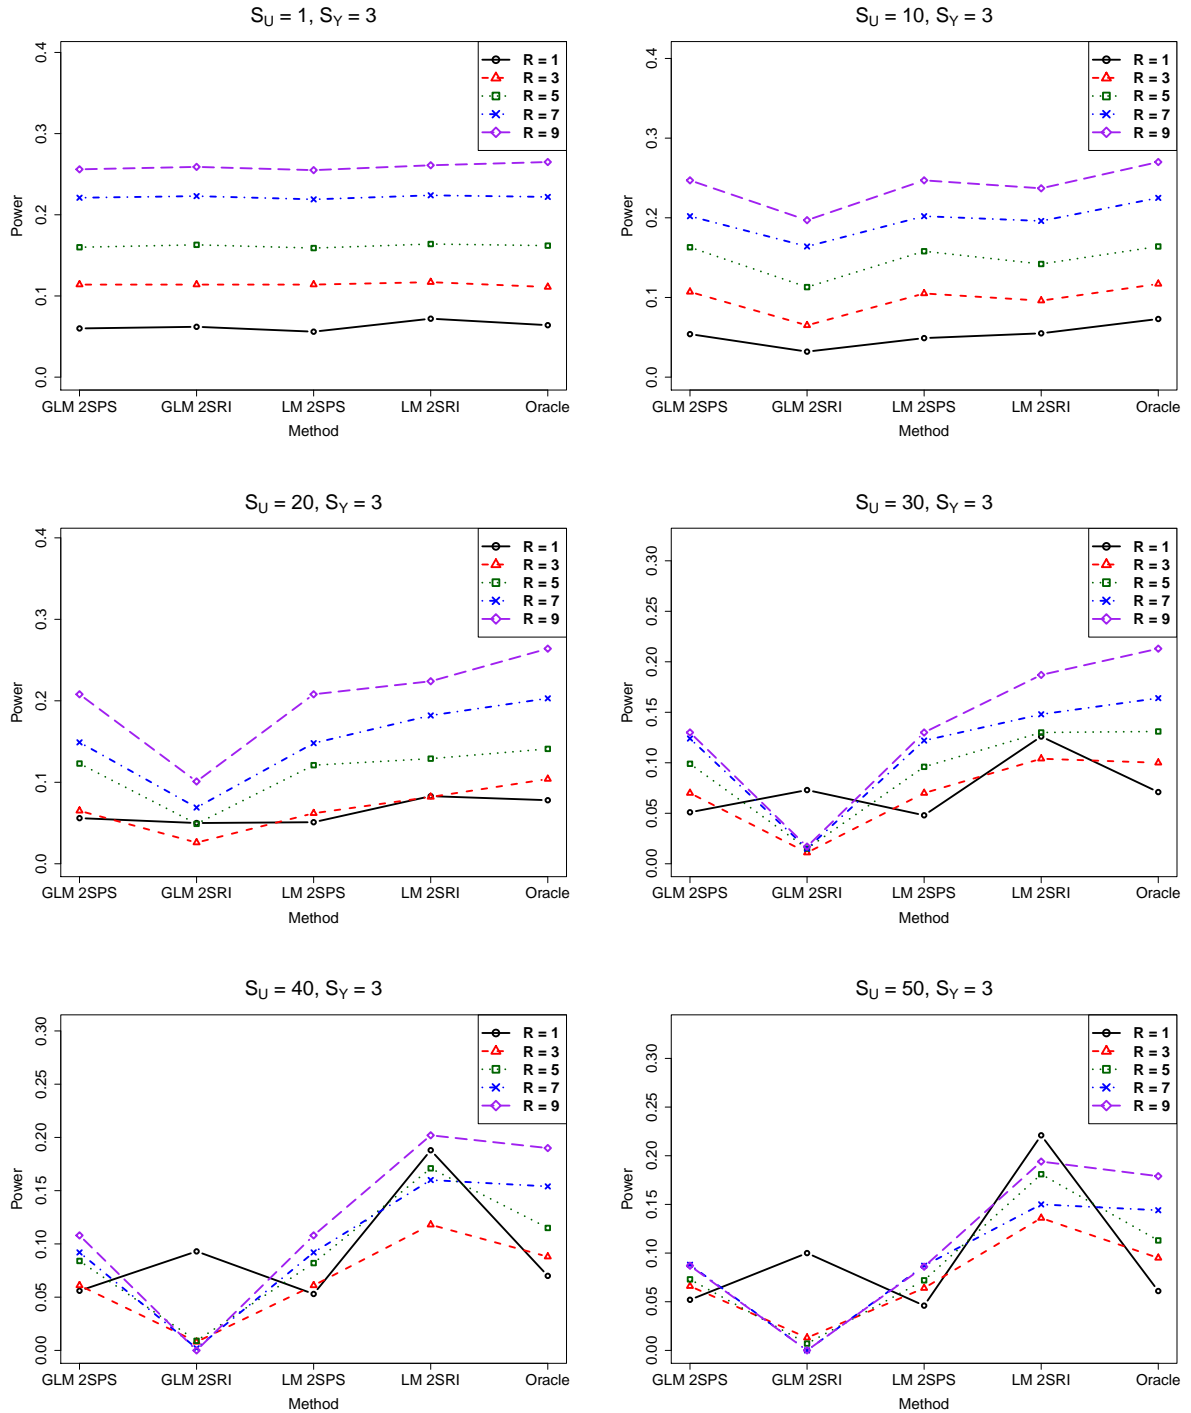 S_U = 1, S_Y = 3
Power
0.0
0.1
0.2
0.3
0.4
R = 1
R = 3
R = 5
R = 7
R = 9
GLM 2SPS
GLM 2SRI
LM 2SPS
LM 2SRI
Oracle
Method
S_U = 10, S_Y = 3
Power
0.0
0.1
0.2
0.3
0.4
R = 1
R = 3
R = 5
R = 7
R = 9
GLM 2SPS
GLM 2SRI
LM 2SPS
LM 2SRI
Oracle
Method
S_U = 20, S_Y = 3
Power
0.0
0.1
0.2
0.3
0.4
R = 1
R = 3
R = 5
R = 7
R = 9
GLM 2SPS
GLM 2SRI
LM 2SPS
LM 2SRI
Oracle
Method
S_U = 30, S_Y = 3
Power
0.00
0.05
0.10
0.15
0.20
0.25
0.30
R = 1
R = 3
R = 5
R = 7
R = 9
GLM 2SPS
GLM 2SRI
LM 2SPS
LM 2SRI
Oracle
Method
S_U = 40, S_Y = 3
Power
0.00
0.05
0.10
0.15
0.20
0.25
0.30
R = 1
R = 3
R = 5
R = 7
R = 9
GLM 2SPS
GLM 2SRI
LM 2SPS
LM 2SRI
Oracle
Method
S_U = 50, S_Y = 3
Power
0.00
0.05
0.10
0.15
0.20
0.25
0.30
R = 1
R = 3
R = 5
R = 7
R = 9
GLM 2SPS
GLM 2SRI
LM 2SPS
LM 2SRI
Oracle
Method